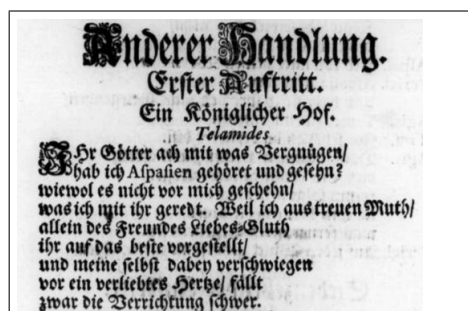 Anderer Handlung.
Erster Auftritt.
Ein Königlicher Hof.
Telamides.
IHr Götter ach mit was Vergnügen/
hab ich Aſpaſien gehöret und geſehn?
wiewol es nicht vor mich geſchehn/
was ich mit ihr geredt. Weil ich aus treuen Muth/
allein des Freundes Liebes-Gluth
ihr auf das beſte vorgeſtellt/
und meine ſelbſt dabey verſchwiegen
vor ein verliebtes Hertze/ fällt
zwar die Verrichtung ſchwer.